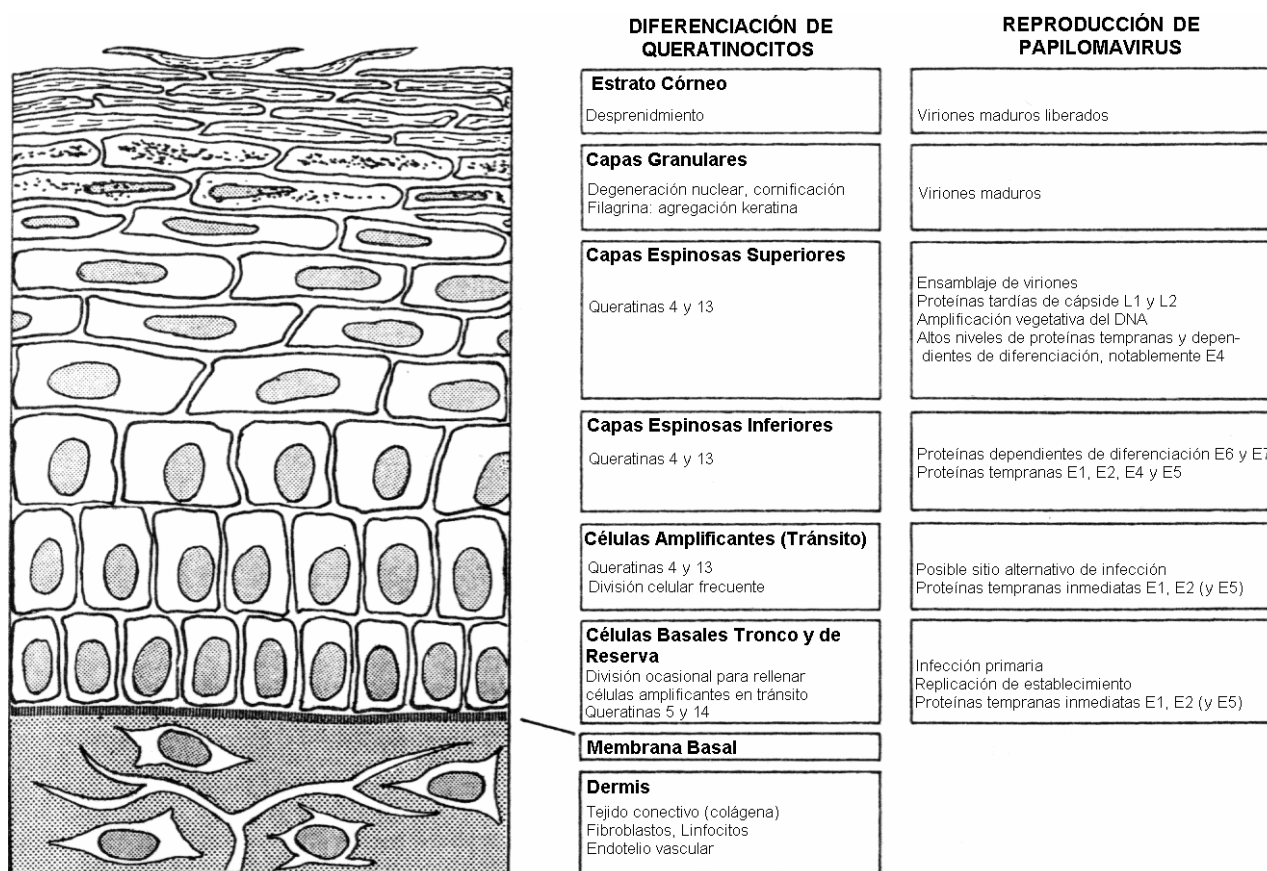 DIFERENCIACIÓN DE
QUERATINOCITOS
REPRODUCCIÓN DE
PAPILOMAVIRUS
Estrato Córneo
Desprenidmiento
Viriones maduros liberados
Capas Granulares
Degeneración nuclear, cornificación
Filagrina: agregación keratina
Viriones maduros
Capas Espinosas Superiores
Queratinas 4 y 13
Ensamblaje de viriones
Proteínas tardías de cápside L1 y L2
Amplificación vegetativa del DNA
Altos niveles de proteínas tempranas y depen-
dientes de diferenciación, notablemente E4
Capas Espinosas Inferiores
Queratinas 4 y 13
Proteínas dependientes de diferenciación E6 y E7
Proteínas tempranas E1, E2, E4 y E5
Células Amplificantes (Tránsito)
Queratinas 4 y 13
División celular frecuente
Posible sitio alternativo de infección
Proteínas tempranas inmediatas E1, E2 (y E5)
Células Basales Tronco y de
Reserva
División ocasional para rellenar
células amplificantes en tránsito
Queratinas 5 y 14
Infección primaria
Replicación de establecimiento
Proteínas tempranas inmediatas E1, E2 (y E5)
Membrana Basal
Dermis
Tejido conectivo (colágena)
Fibroblastos, Linfocitos
Endotelio vascular